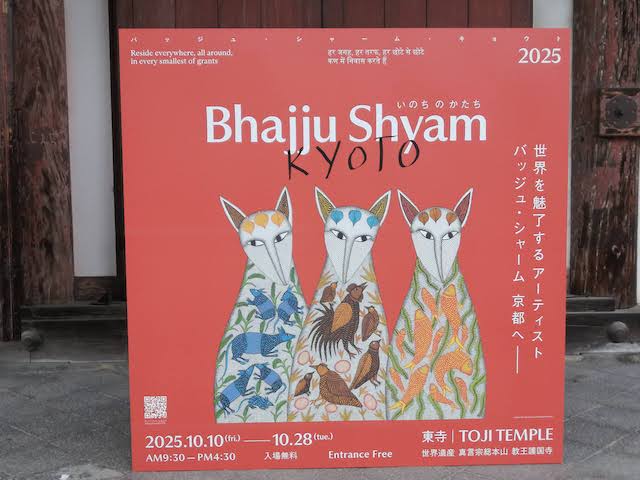 バッジュ・シャーム・キョウト
Reside everywhere, all around,
in every smallest of grants
हर जगह, हर तरफ, हर छोटे से छोटे
कण में निवास करते हैं
2025
いのちのかたち
Bhajju Shyam
KYOTO
世界を魅了するアーティスト
バッジュ・シャーム 京都へ——
2025.10.10(fri.)——10.28(tue.)
AM9:30 – PM4:30 入場無料 Entrance Free
東寺 | TOJI TEMPLE
世界遺産 真言宗総本山 教王護国寺